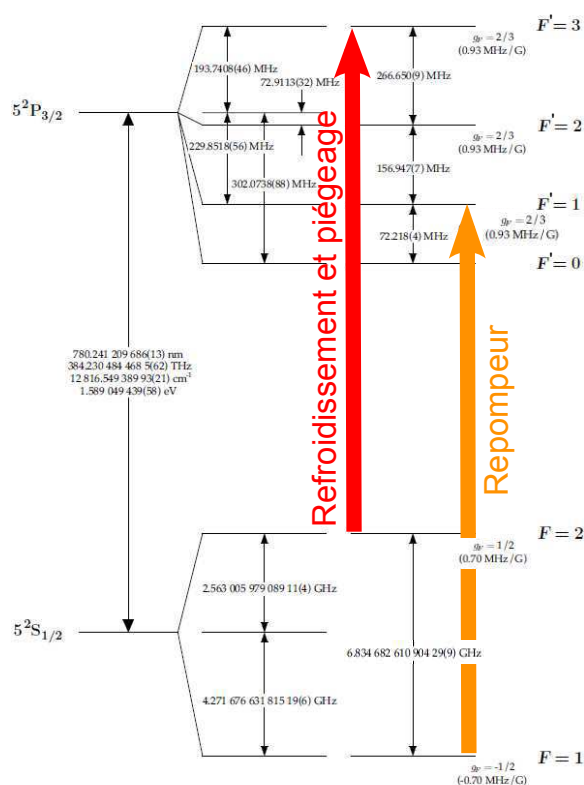 F' = 3
g_F = 2/3
(0.93 MHz/G)
193.7408(46) MHz
72.9113(32) MHz
266.650(9) MHz
5²P₃/₂
F' = 2
g_F = 2/3
(0.93 MHz/G)
229.8518(56) MHz
302.0738(88) MHz
156.947(7) MHz
F' = 1
g_F = 2/3
(0.93 MHz/G)
72.218(4) MHz
F' = 0
Refroidissement et piégeage
Repompeur
780.241 209 686(13) nm
384.230 484 468 5(62) THz
12 816.549 389 93(21) cm⁻¹
1.589 049 439(58) eV
F = 2
g_F = 1/2
(0.70 MHz/G)
2.563 005 979 089 11(4) GHz
5²S₁/₂
6.834 682 610 904 29(9) GHz
4.271 676 631 815 19(6) GHz
F = 1
g_F = -1/2
(-0.70 MHz/G)